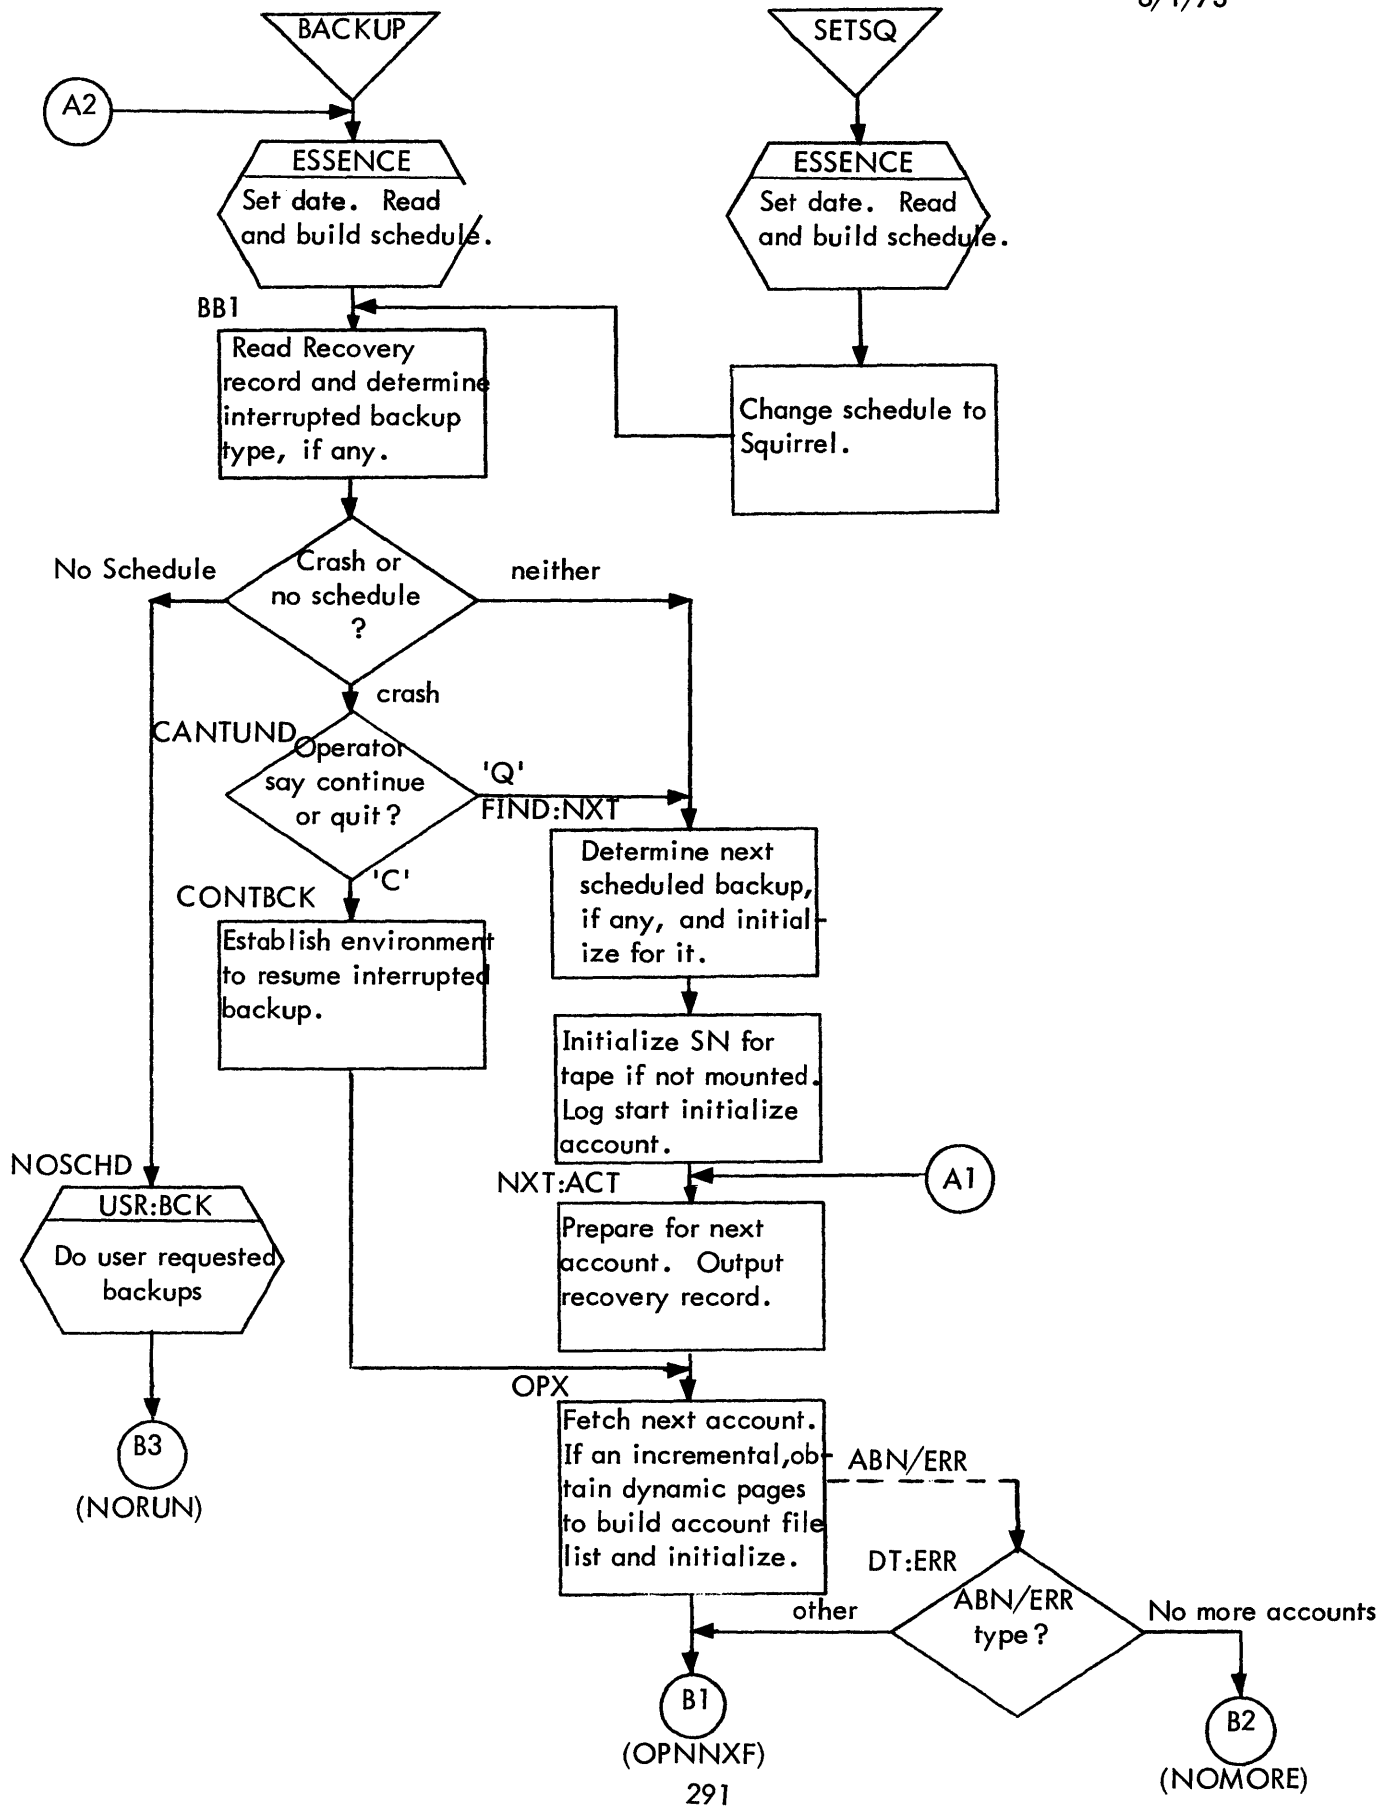 BACKUP
SETSQ
A2
ESSENCE
Set date. Read
and build schedule.
ESSENCE
Set date. Read
and build schedule.
BB1
Read Recovery
record and determine
interrupted backup
type, if any.
Change schedule to
Squirrel.
No Schedule
Crash or
no schedule
?
neither
crash
CANTUND
Operator
say continue
or quit?
'Q'
FIND:NXT
'C'
Determine next
scheduled backup,
if any, and initial-
ize for it.
CONTBCK
Establish environment
to resume interrupted
backup.
Initialize SN for
tape if not mounted.
Log start initialize
account.
NOSCHD
USR:BCK
Do user requested
backups
NXT:ACT
A1
Prepare for next
account. Output
recovery record.
OPX
B3
(NORUN)
Fetch next account.
If an incremental,ob-
tain dynamic pages
to build account file
list and initialize.
ABN/ERR
DT:ERR
ABN/ERR
type?
other
No more accounts
B1
(OPNNXF)
B2
(NOMORE)
291